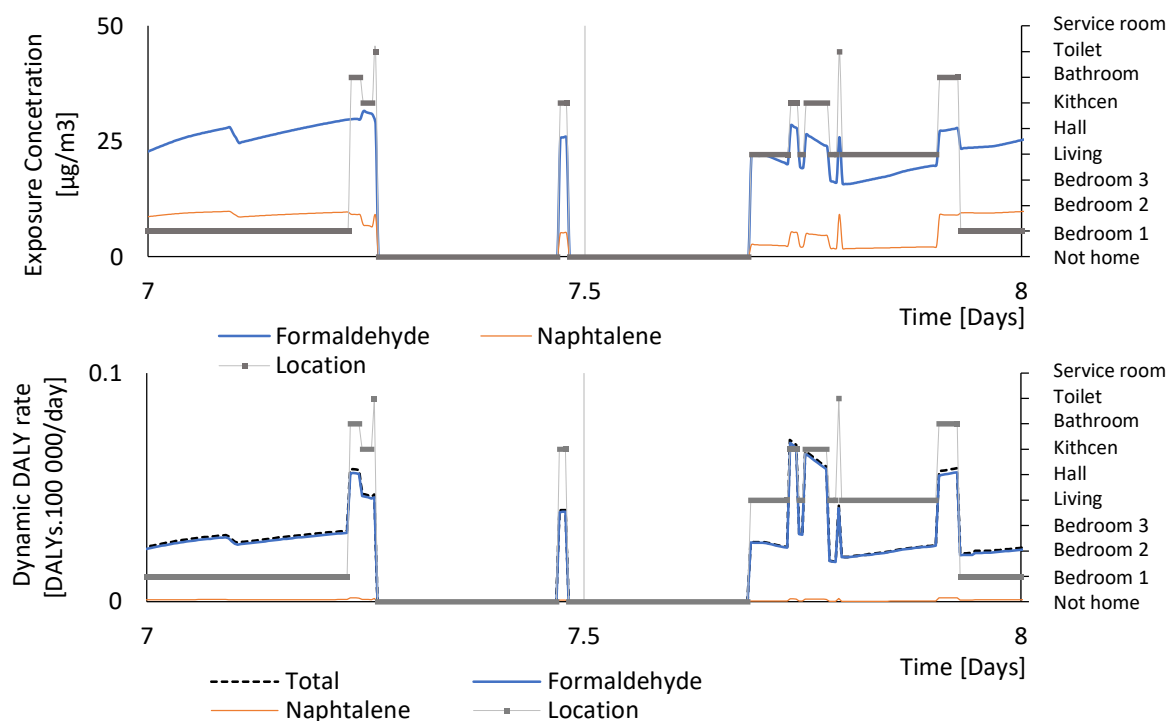 Exposure Concetration
[µg/m3]
50
25
0
7
7.5
8
Time [Days]
Service room
Toilet
Bathroom
Kithcen
Hall
Living
Bedroom 3
Bedroom 2
Bedroom 1
Not home
Formaldehyde
Naphtalene
Location
Dynamic DALY rate
[DALYs.100 000/day]
0.1
0
7
7.5
8
Time [Days]
Service room
Toilet
Bathroom
Kithcen
Hall
Living
Bedroom 3
Bedroom 2
Bedroom 1
Not home
Total
Formaldehyde
Naphtalene
Location